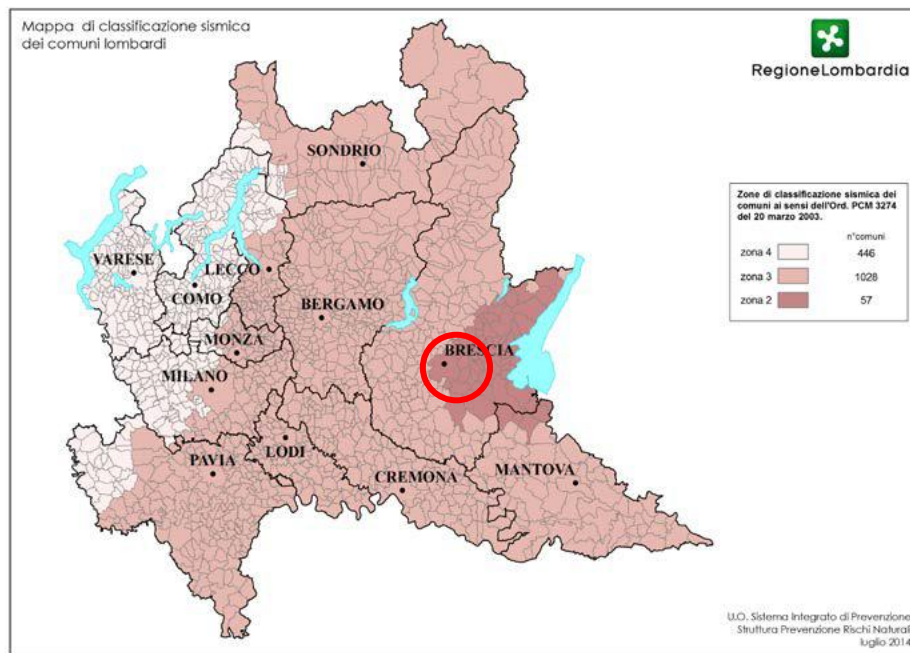 Mappa di classificazione sismica
dei comuni lombardi
RegioneLombardia
SONDRIO
VARESE
LECCO
COMO
BERGAMO
MONZA
BRESCIA
MILANO
LODI
PAVIA
CREMONA
MANTOVA
Zone di classificazione sismica dei
comuni ai sensi dell'Ord. PCM 3274
del 20 marzo 2003.
n°comuni
zona 4 446
zona 3 1028
zona 2 57
U.O. Sistema Integrato di Prevenzione
Struttura Prevenzione Rischi Naturali
luglio 2014